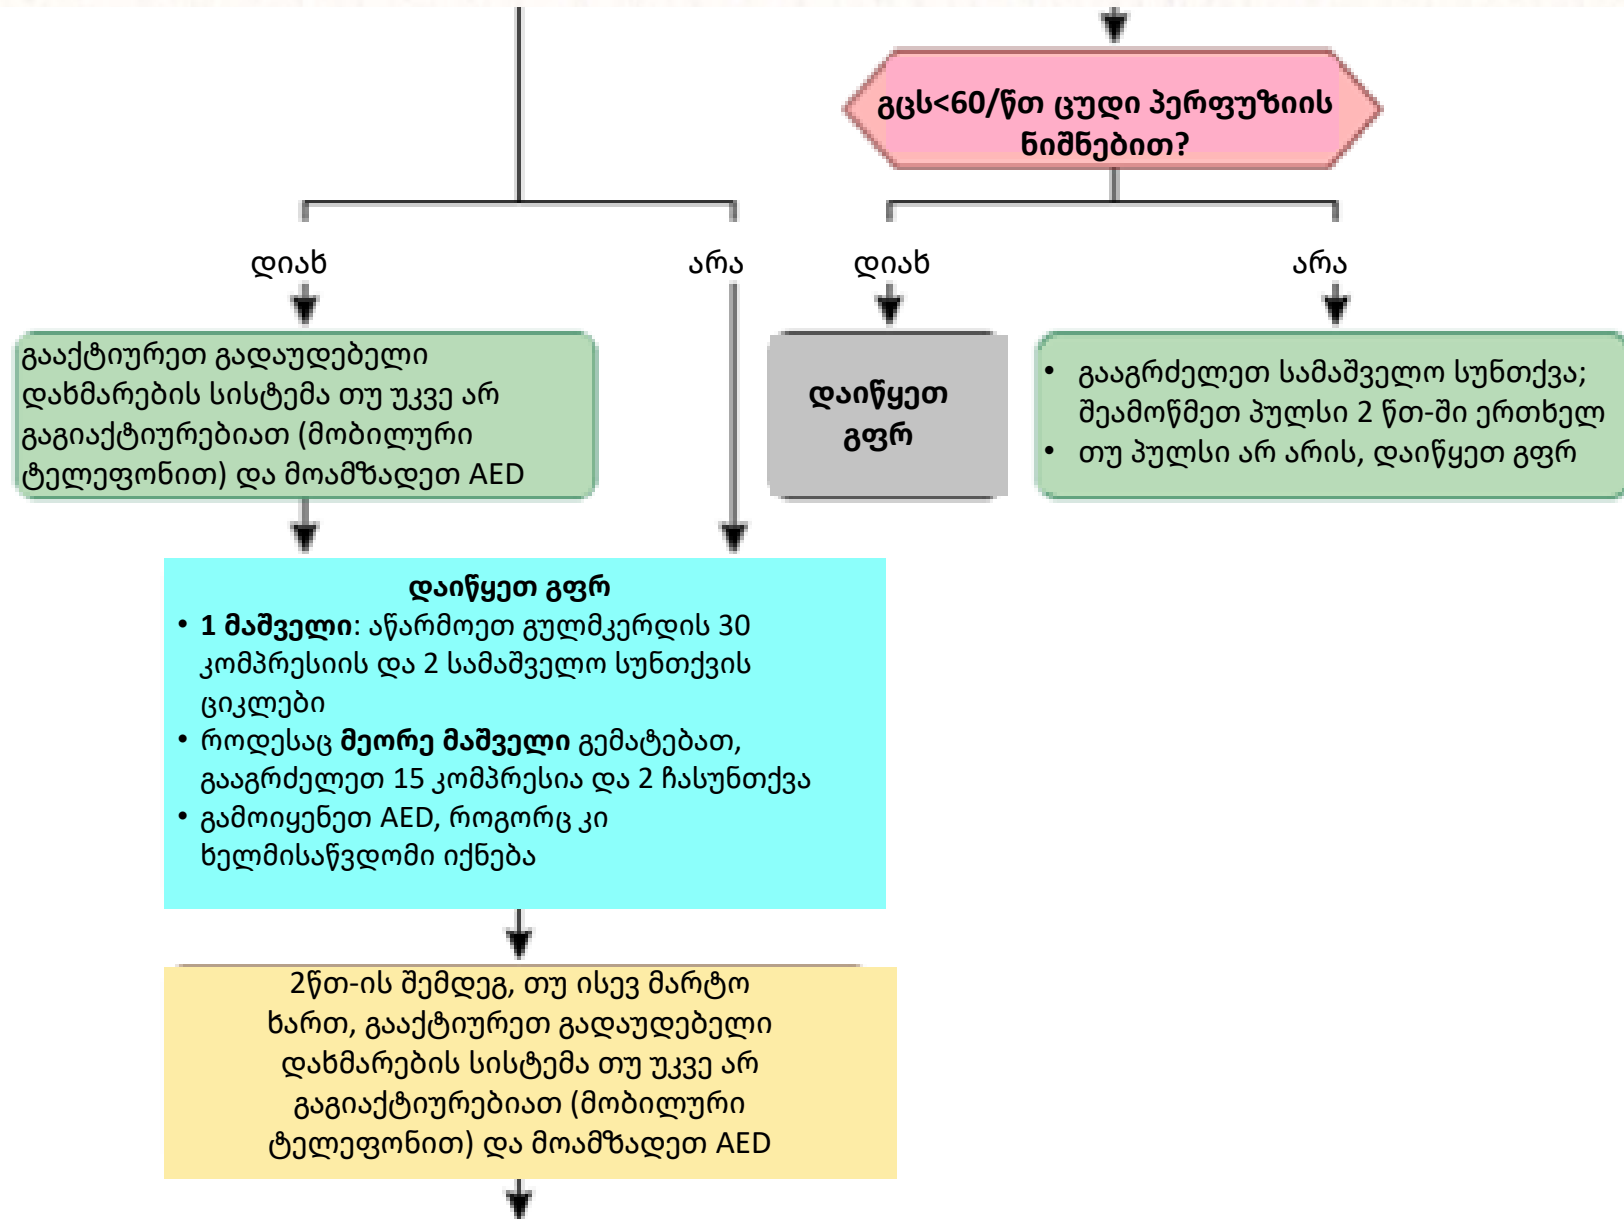 გცს<60/წთ ცუდი პერფუზიის
ნიშნებით?
დიახ
არა
დიახ
არა
გააქტიურეთ გადაუდებელი
დახმარების სისტემა თუ უკვე არ
გაგიაქტიურებიათ (მობილური
ტელეფონით) და მოამზადეთ AED
დაიწყეთ
გფრ
• გააგრძელეთ სამაშველო სუნთქვა;
შეამოწმეთ პულსი 2 წთ-ში ერთხელ
• თუ პულსი არ არის, დაიწყეთ გფრ
დაიწყეთ გფრ
• 1 მაშველი: აწარმოეთ გულმკერდის 30
კომპრესიის და 2 სამაშველო სუნთქვის
ციკლები
• როდესაც მეორე მაშველი გემატებათ,
გააგრძელეთ 15 კომპრესია და 2 ჩასუნთქვა
• გამოიყენეთ AED, როგორც კი
ხელმისაწვდომი იქნება
2წთ-ის შემდეგ, თუ ისევ მარტო
ხართ, გააქტიურეთ გადაუდებელი
დახმარების სისტემა თუ უკვე არ
გაგიაქტიურებიათ (მობილური
ტელეფონით) და მოამზადეთ AED